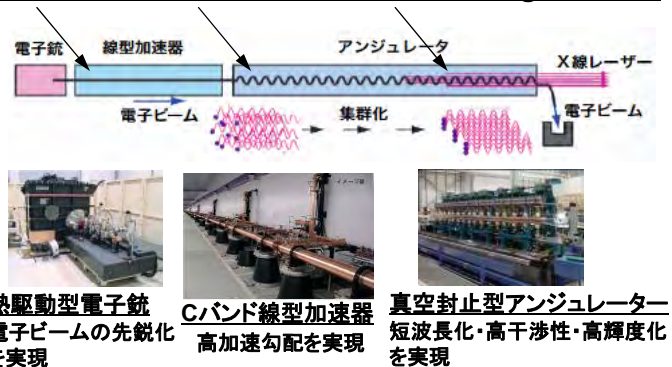 電子銃
線型加速器
アンジュレータ
X線レーザー
電子ビーム
集群化
電子ビーム
イメージ図
熱駆動型電子銃
電子ビームの先鋭化
を実現
Cバンド線型加速器
高加速勾配を実現
真空封止型アンジュレーター
短波長化・高干渉性・高輝度化
を実現